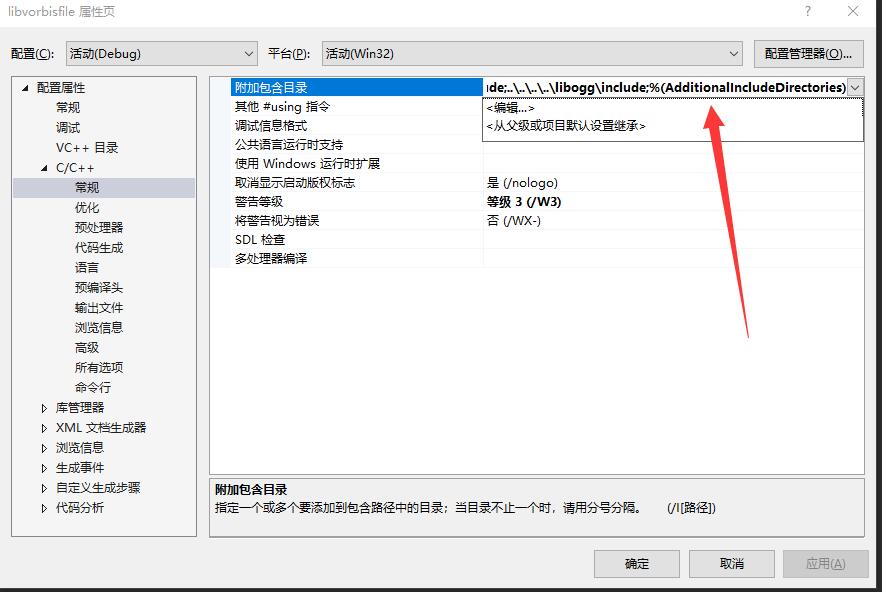 libvorbisfile 属性页
配置(C): 活动(Debug) 平台(P): 活动(Win32) 配置管理器(O)...
配置属性
常规
调试
VC++ 目录
C/C++
常规
优化
预处理器
代码生成
语言
预编译头
输出文件
浏览信息
高级
所有选项
命令行
库管理器
XML 文档生成器
浏览信息
生成事件
自定义生成步骤
代码分析
附加包含目录 ..\..\..\..\libogg\include;%(AdditionalIncludeDirectories)
<编辑...>
<从父级或项目默认设置继承>
其他 #using 指令
调试信息格式
公共语言运行时支持
使用 Windows 运行时扩展
取消显示启动版权标志 是 (/nologo)
警告等级 等级 3 (/W3)
将警告视为错误 否 (/WX-)
SDL 检查
多处理器编译
附加包含目录
指定一个或多个要添加到包含路径中的目录；当目录不止一个时，请用分号分隔。 (/I[路径])
确定 取消 应用(A)